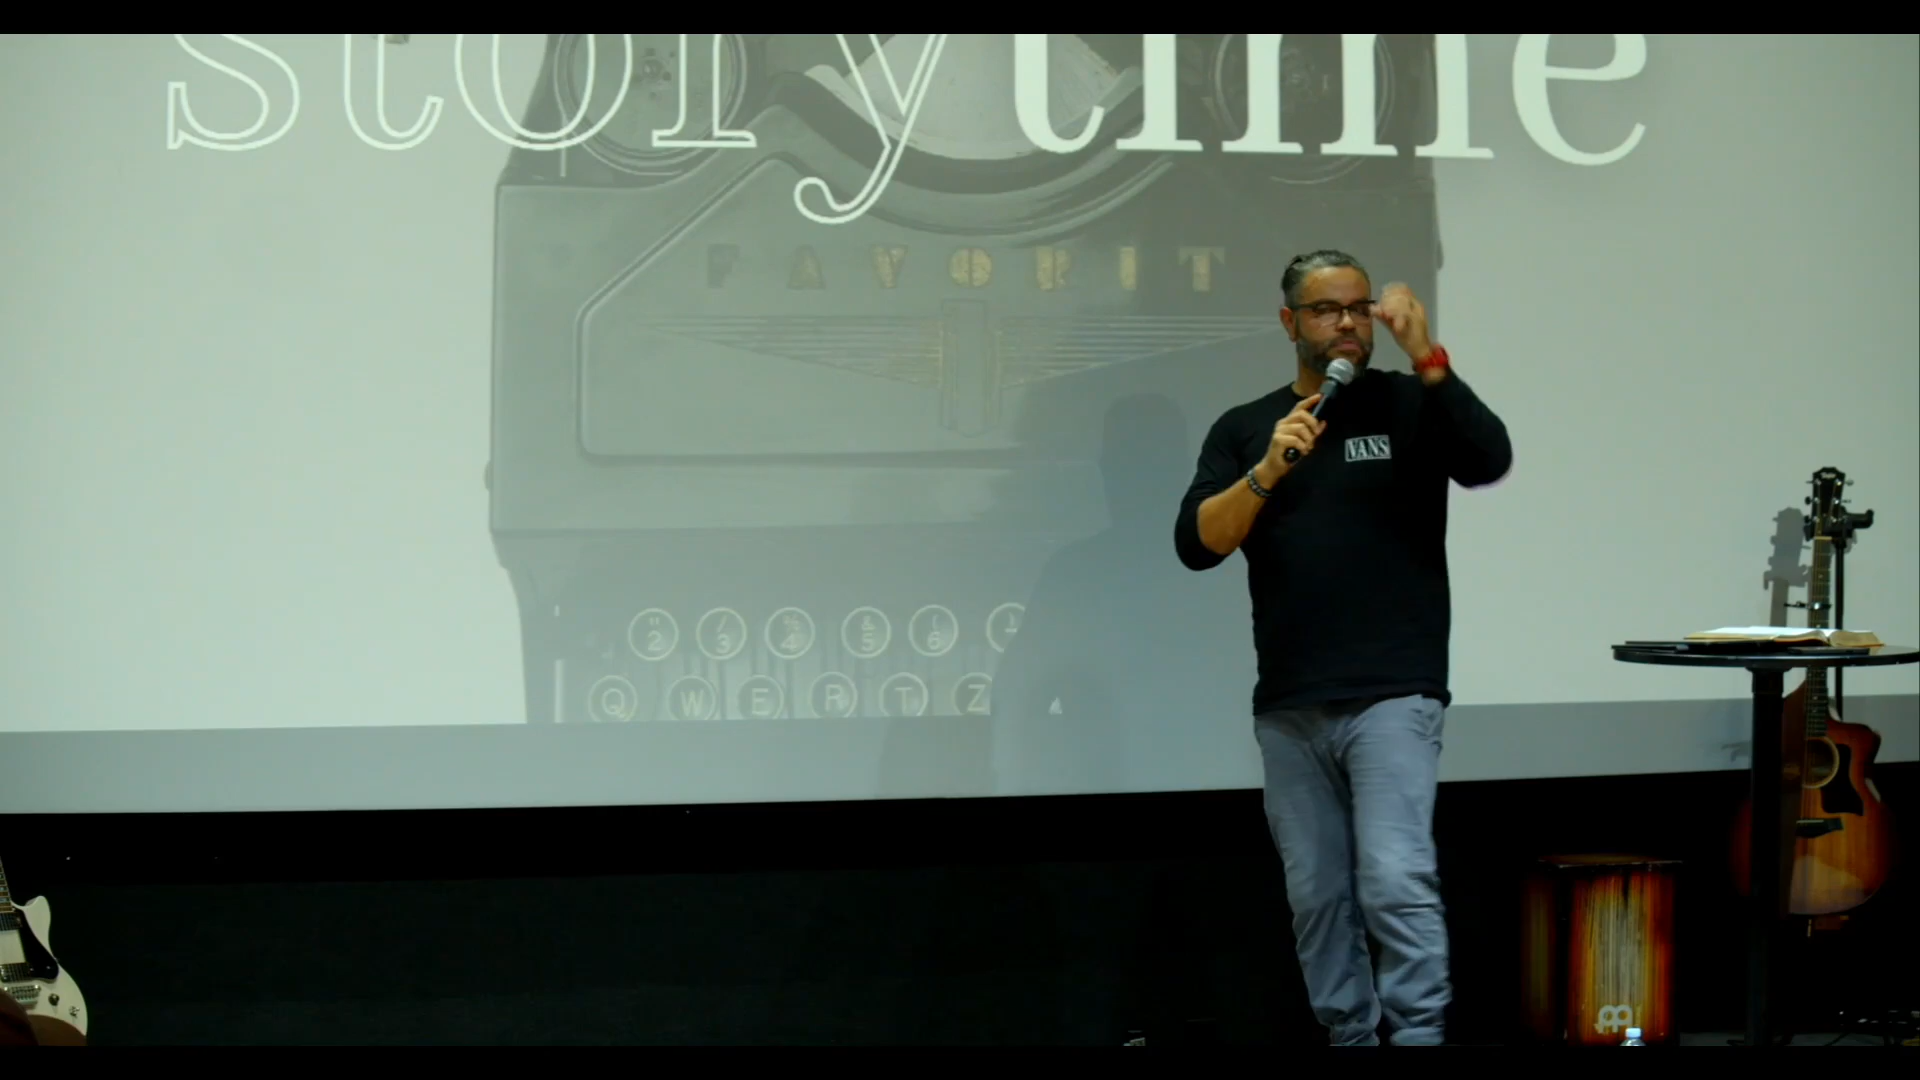 storytime
FAVORIT
VANS
" / % & (
2 3 4 5 6
Q W E R T Z